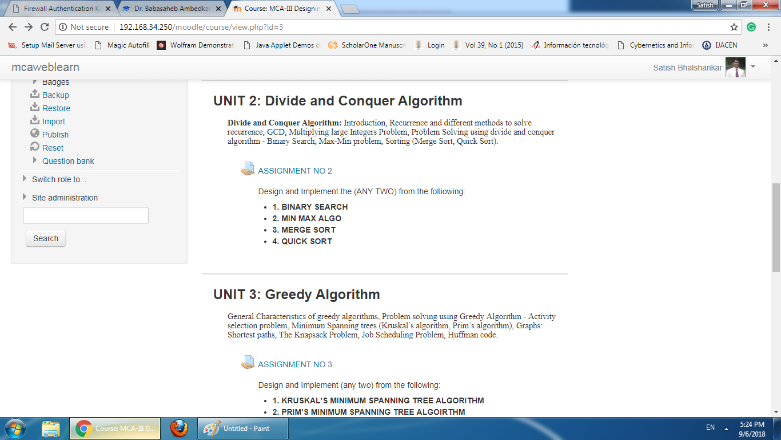 Satish
Firewall Authentication K
Dr. Babasaheb Ambedkar
Course: MCA-III Designin
Not secure
192.168.34.250/moodle/course/view.php?id=3
Setup Mail Server usi
Magic Autofill
Wolfram Demonstrat
Java Applet Demos o
ScholarOne Manuscr
Login
Vol 39, No 1 (2015)
Información tecnológ
Cybernetics and Infor
IJACEN
»
mcaweblearn
Satish Bhalshankar
Badges
Backup
Restore
Import
Publish
Reset
Question bank
Switch role to...
Site administration
Search
UNIT 2: Divide and Conquer Algorithm
Divide and Conquer Algorithm: Introduction, Recurrence and different methods to solve
recurrence, GCD, Multiplying large Integers Problem, Problem Solving using divide and conquer
algorithm - Binary Search, Max-Min problem, Sorting (Merge Sort, Quick Sort).
ASSIGNMENT NO 2
Design and Implement the (ANY TWO) from the following:
• 1. BINARY SEARCH
• 2. MIN MAX ALGO
• 3. MERGE SORT
• 4. QUICK SORT
UNIT 3: Greedy Algorithm
General Characteristics of greedy algorithms, Problem solving using Greedy Algorithm - Activity
selection problem, Minimum Spanning trees (Kruskal's algorithm, Prim's algorithm), Graphs:
Shortest paths, The Knapsack Problem, Job Scheduling Problem, Huffman code.
ASSIGNMENT NO 3
Design and Implement (any two) from the following:
• 1. KRUSKAL'S MINIMUM SPANNING TREE ALGORITHM
• 2. PRIM'S MINIMUM SPANNING TREE ALGOIRTHM
Course: MCA-III D...
Untitled - Paint
EN
5:24 PM
9/6/2018